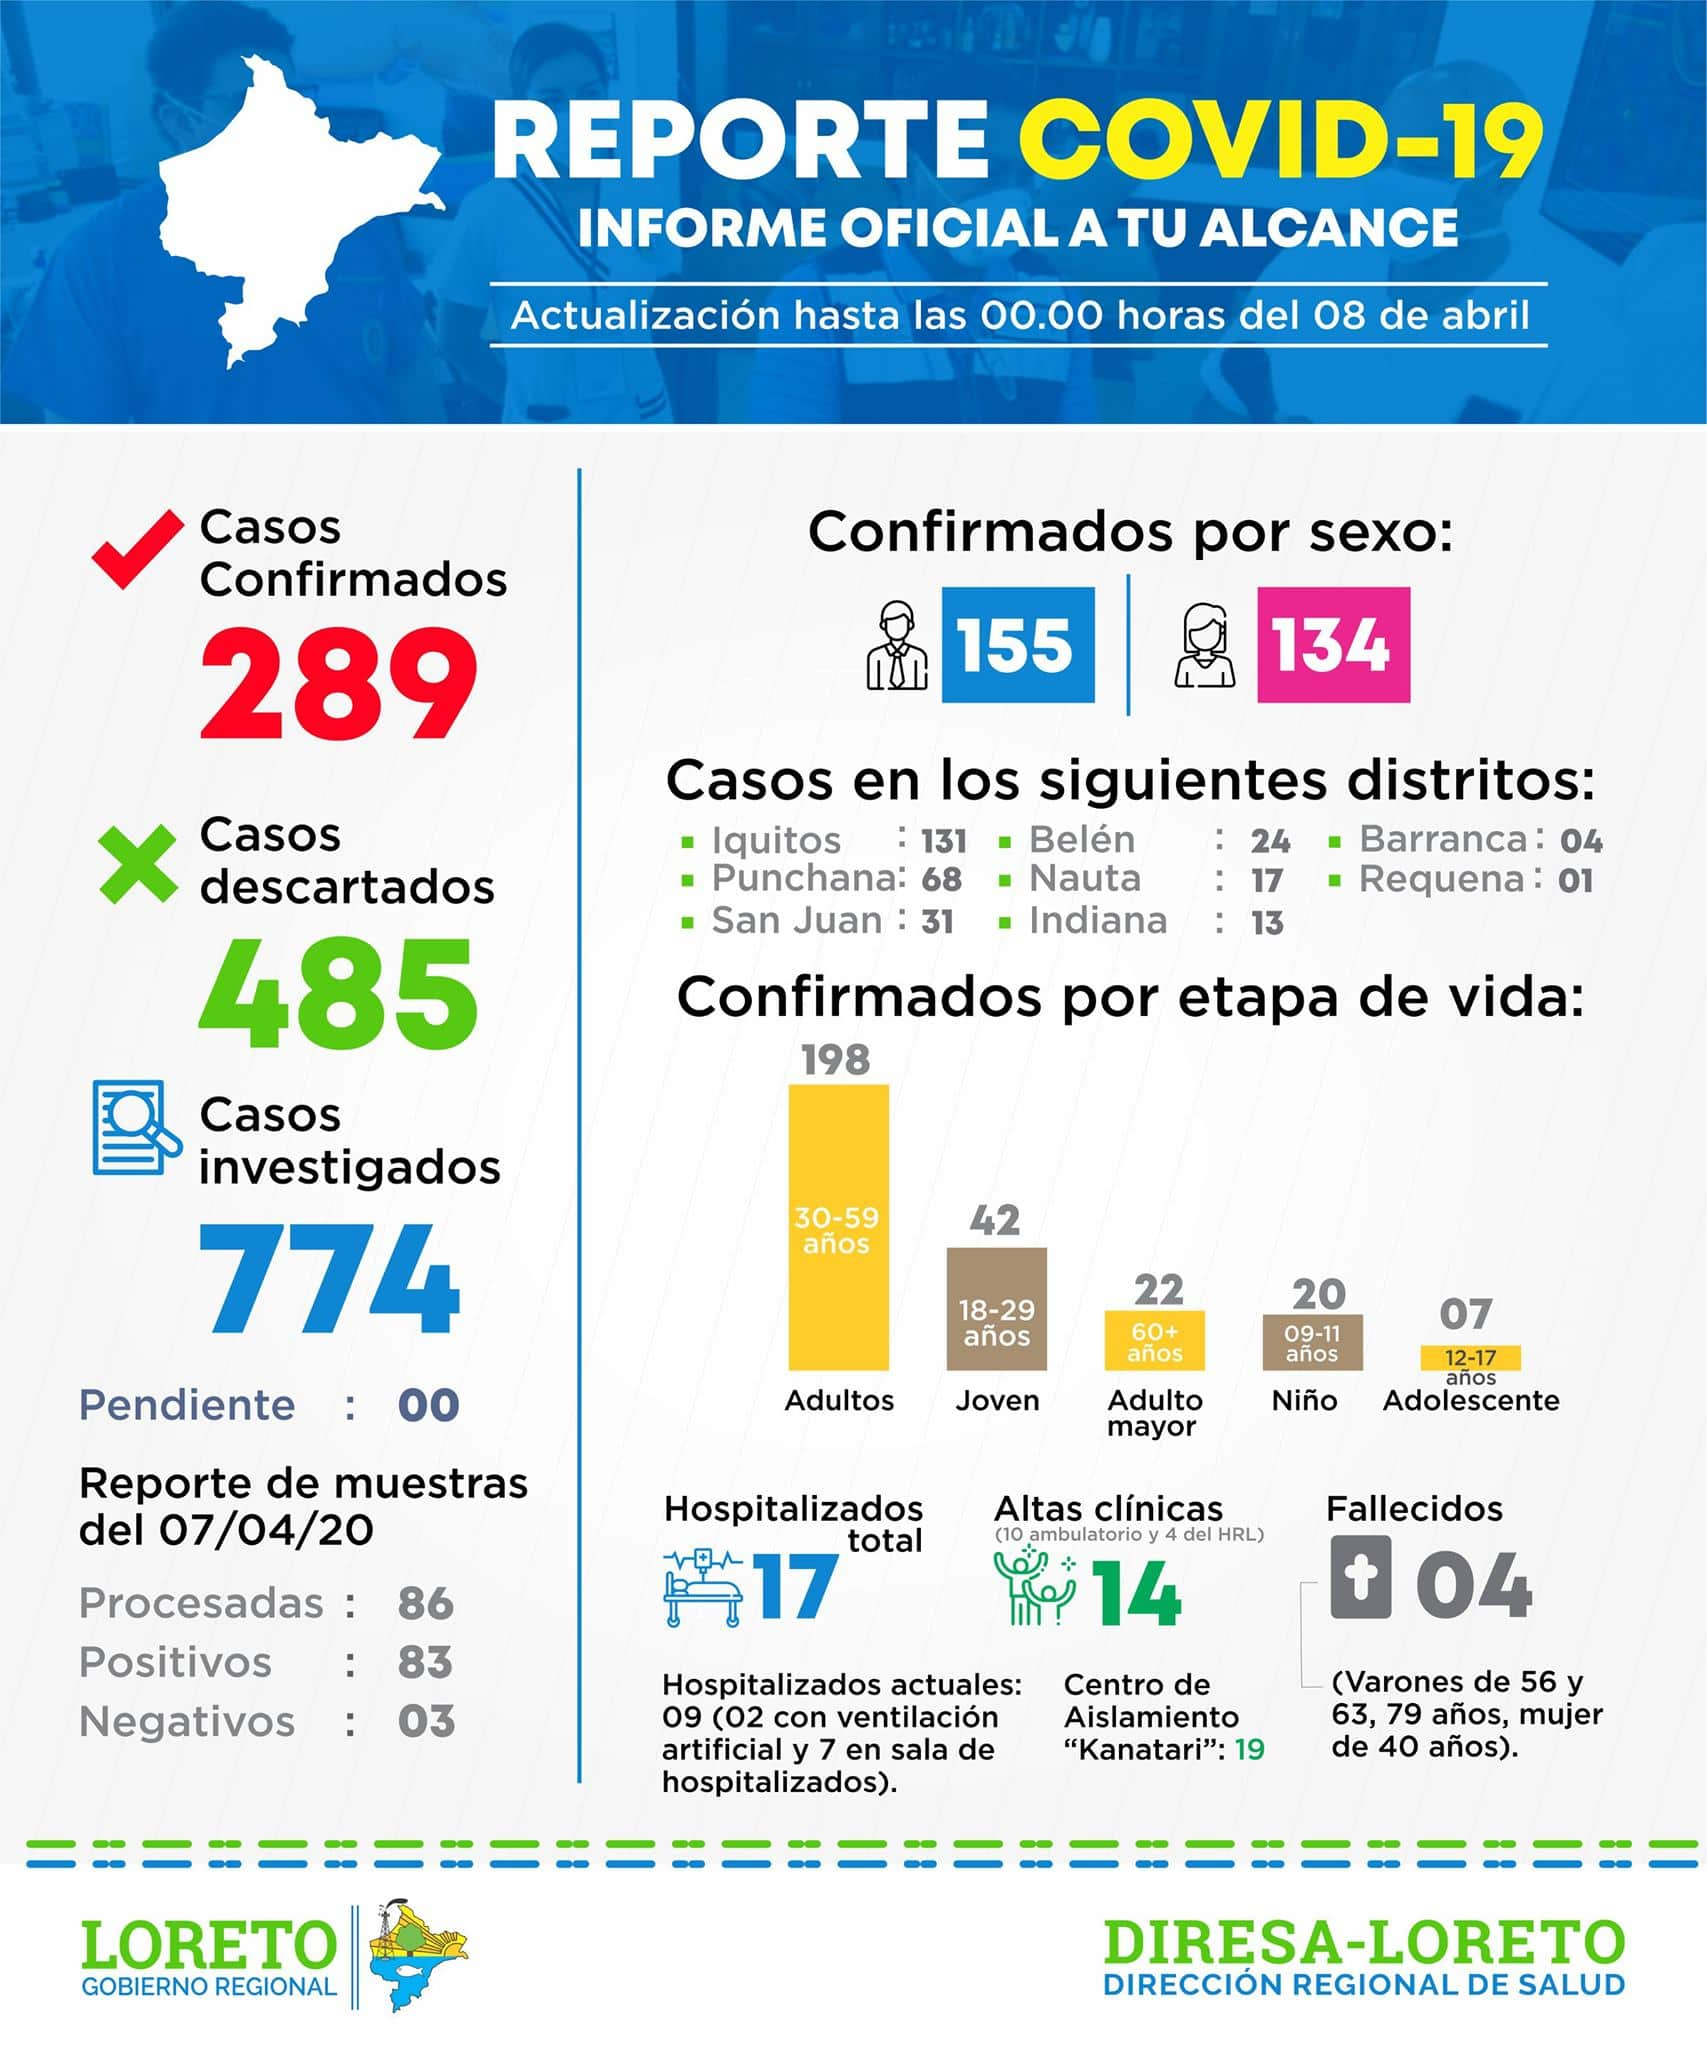 REPORTE COVID-19
INFORME OFICIAL A TU ALCANCE
Actualización hasta las 00.00 horas del 08 de abril
Casos
Confirmados
289
Casos
descartados
485
Casos
investigados
774
Pendiente : 00
Reporte de muestras
del 07/04/20
Procesadas : 86
Positivos : 83
Negativos : 03
Confirmados por sexo:
155
134
Casos en los siguientes distritos:
Iquitos : 131
Punchana: 68
San Juan : 31
Belén : 24
Nauta : 17
Indiana : 13
Barranca: 04
Requena: 01
Confirmados por etapa de vida:
198
30-59
años
Adultos
42
18-29
años
Joven
22
60+
años
Adulto
mayor
20
09-11
años
Niño
07
12-17
años
Adolescente
Hospitalizados
total
17
Hospitalizados actuales:
09 (02 con ventilación
artificial y 7 en sala de
hospitalizados).
Altas clínicas
(10 ambulatorio y 4 del HRL)
14
Centro de
Aislamiento
“Kanatari”: 19
Fallecidos
04
(Varones de 56 y
63, 79 años, mujer
de 40 años).
LORETO
GOBIERNO REGIONAL
DIRESA-LORETO
DIRECCIÓN REGIONAL DE SALUD